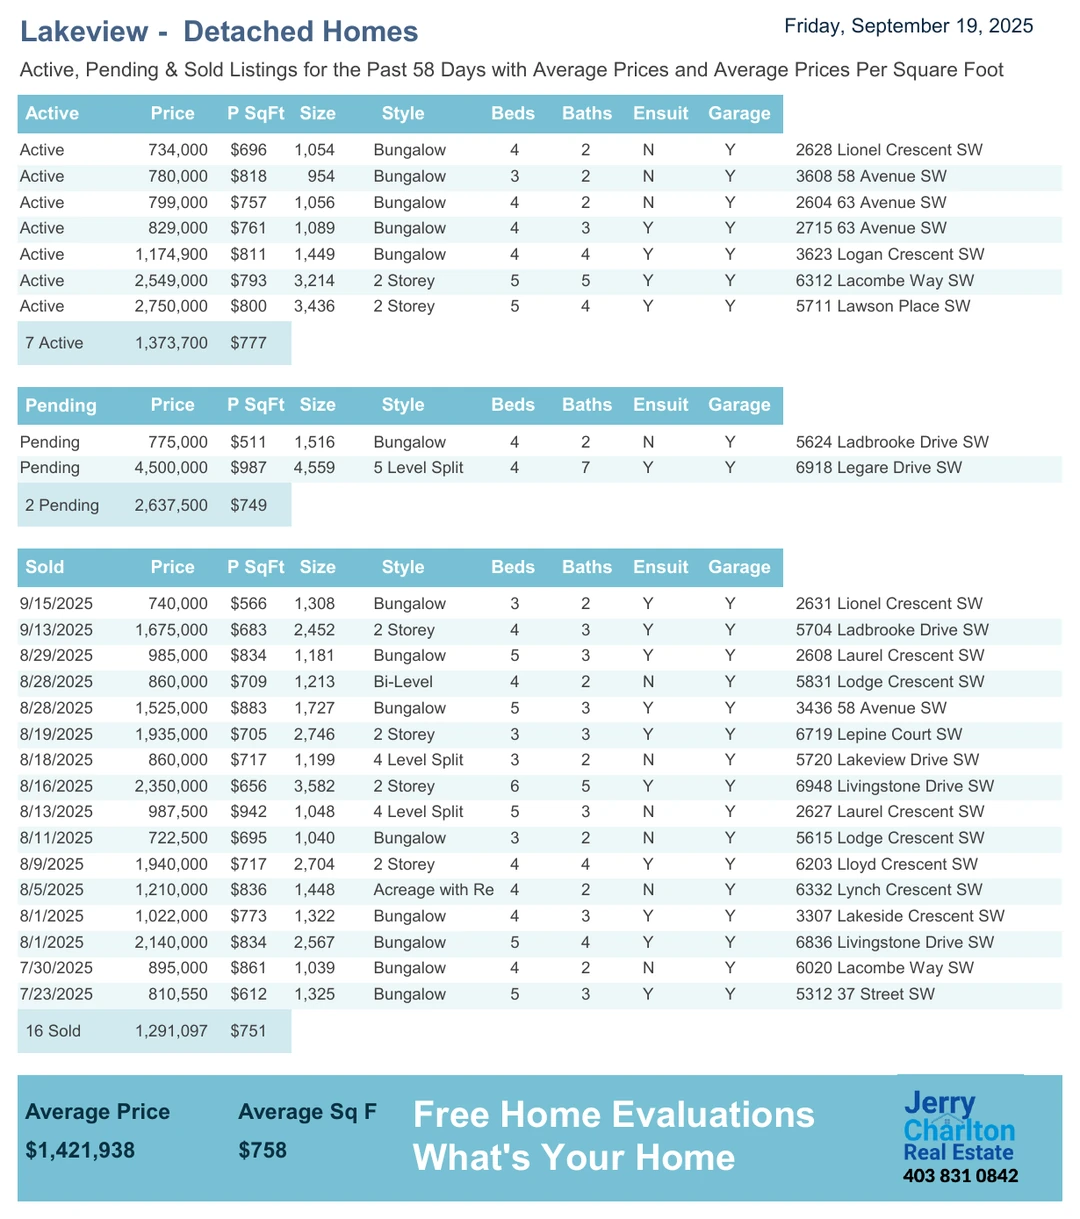 Lakeview - Detached Homes
Friday, September 19, 2025
Active, Pending & Sold Listings for the Past 58 Days with Average Prices and Average Prices Per Square Foot
Active Price P SqFt Size Style Beds Baths Ensuit Garage
Active 734,000 $696 1,054 Bungalow 4 2 N Y 2628 Lionel Crescent SW
Active 780,000 $818 954 Bungalow 3 2 N Y 3608 58 Avenue SW
Active 799,000 $757 1,056 Bungalow 4 2 N Y 2604 63 Avenue SW
Active 829,000 $761 1,089 Bungalow 4 3 Y Y 2715 63 Avenue SW
Active 1,174,900 $811 1,449 Bungalow 4 4 Y Y 3623 Logan Crescent SW
Active 2,549,000 $793 3,214 2 Storey 5 5 Y Y 6312 Lacombe Way SW
Active 2,750,000 $800 3,436 2 Storey 5 4 Y Y 5711 Lawson Place SW
7 Active 1,373,700 $777
Pending Price P SqFt Size Style Beds Baths Ensuit Garage
Pending 775,000 $511 1,516 Bungalow 4 2 N Y 5624 Ladbrooke Drive SW
Pending 4,500,000 $987 4,559 5 Level Split 4 7 Y Y 6918 Legare Drive SW
2 Pending 2,637,500 $749
Sold Price P SqFt Size Style Beds Baths Ensuit Garage
9/15/2025 740,000 $566 1,308 Bungalow 3 2 Y Y 2631 Lionel Crescent SW
9/13/2025 1,675,000 $683 2,452 2 Storey 4 3 Y Y 5704 Ladbrooke Drive SW
8/29/2025 985,000 $834 1,181 Bungalow 5 3 Y Y 2608 Laurel Crescent SW
8/28/2025 860,000 $709 1,213 Bi-Level 4 2 N Y 5831 Lodge Crescent SW
8/28/2025 1,525,000 $883 1,727 Bungalow 5 3 Y Y 3436 58 Avenue SW
8/19/2025 1,935,000 $705 2,746 2 Storey 3 3 Y Y 6719 Lepine Court SW
8/18/2025 860,000 $717 1,199 4 Level Split 3 2 N Y 5720 Lakeview Drive SW
8/16/2025 2,350,000 $656 3,582 2 Storey 6 5 Y Y 6948 Livingstone Drive SW
8/13/2025 987,500 $942 1,048 4 Level Split 5 3 N Y 2627 Laurel Crescent SW
8/11/2025 722,500 $695 1,040 Bungalow 3 2 N Y 5615 Lodge Crescent SW
8/9/2025 1,940,000 $717 2,704 2 Storey 4 4 Y Y 6203 Lloyd Crescent SW
8/5/2025 1,210,000 $836 1,448 Acreage with Re 4 2 N Y 6332 Lynch Crescent SW
8/1/2025 1,022,000 $773 1,322 Bungalow 4 3 Y Y 3307 Lakeside Crescent SW
8/1/2025 2,140,000 $834 2,567 Bungalow 5 4 Y Y 6836 Livingstone Drive SW
7/30/2025 895,000 $861 1,039 Bungalow 4 2 N Y 6020 Lacombe Way SW
7/23/2025 810,550 $612 1,325 Bungalow 5 3 Y Y 5312 37 Street SW
16 Sold 1,291,097 $751
Average Price Average Sq F
$1,421,938 $758
Free Home Evaluations
What's Your Home
Jerry
Charlton
Real Estate
403 831 0842